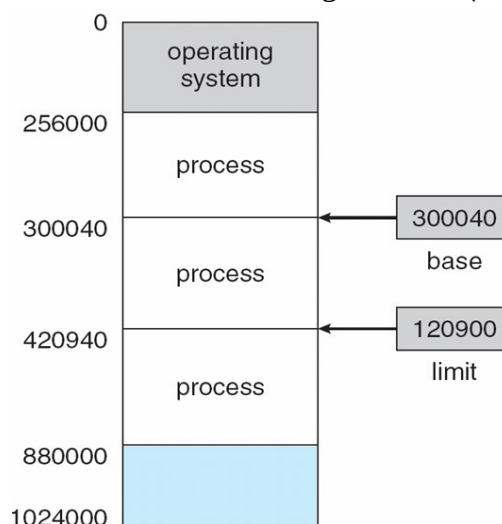 0
operating
system
256000
process
300040
300040
base
process
420940
120900
limit
process
880000
1024000